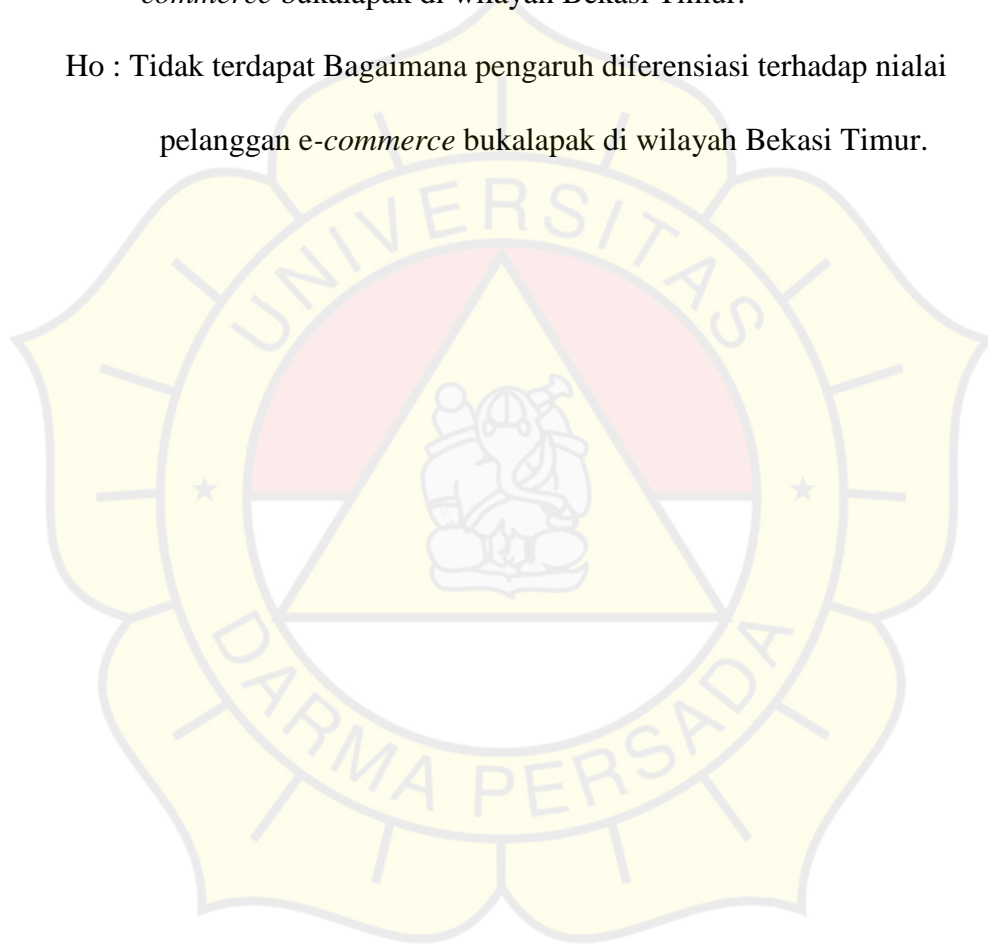 commerce bukalapak di wilayah Bekasi Timur.
Ho : Tidak terdapat Bagaimana pengaruh diferensiasi terhadap nialai
pelanggan e-commerce bukalapak di wilayah Bekasi Timur.
UNIVERSITAS
DARMA PERSADA